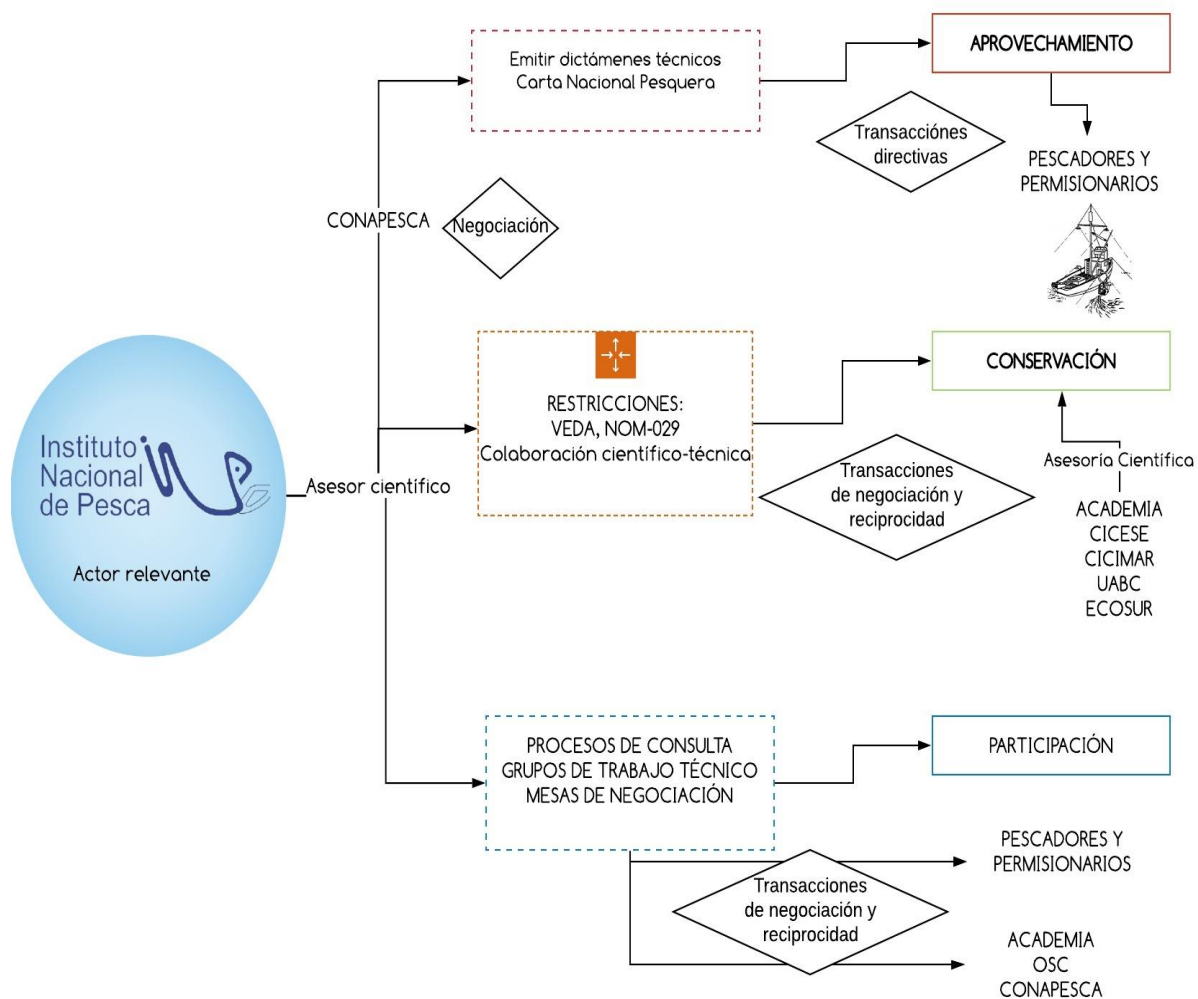 Emitir dictámenes técnicos
Carta Nacional Pesquera
APROVECHAMIENTO
Transacciónes
directivas
PESCADORES Y
PERMISIONARIOS
CONAPESCA
Negociación
RESTRICCIONES:
VEDA, NOM-029
Colaboración científico-técnica
CONSERVACIÓN
Transacciones
de negociación y
reciprocidad
Asesoría Científica
ACADEMIA
CICESE
CICIMAR
UABC
ECOSUR
Instituto
Nacional
de Pesca
inp
Actor relevante
Asesor científico
PROCESOS DE CONSULTA
GRUPOS DE TRABAJO TÉCNICO
MESAS DE NEGOCIACIÓN
PARTICIPACIÓN
PESCADORES Y
PERMISIONARIOS
Transacciones
de negociación y
reciprocidad
ACADEMIA
OSC
CONAPESCA